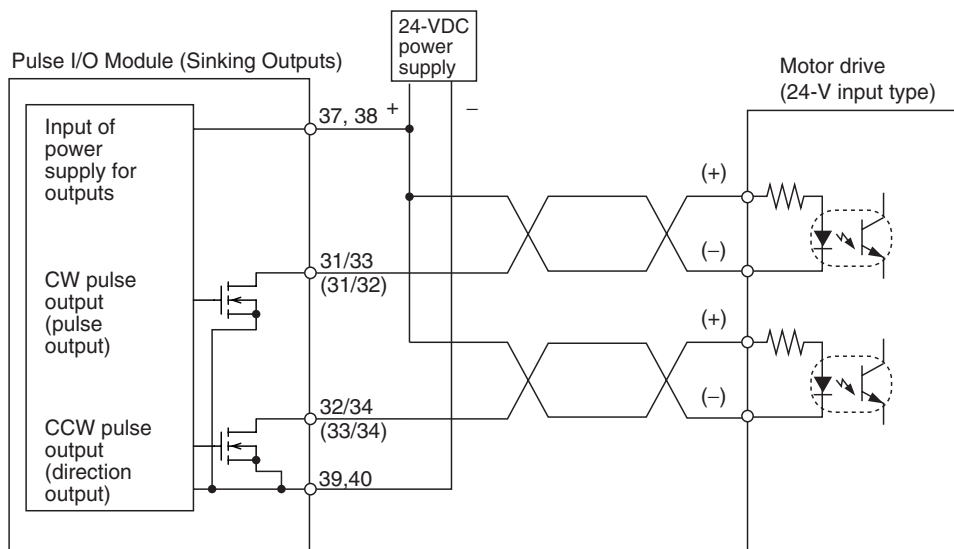 24-VDC
power
supply
Pulse I/O Module (Sinking Outputs)
Motor drive
(24-V input type)
+
−
37, 38
Input of
power
supply for
outputs
(+)
(−)
31/33
(31/32)
CW pulse
output
(pulse
output)
(+)
(−)
32/34
(33/34)
CCW pulse
output
(direction
output)
39,40